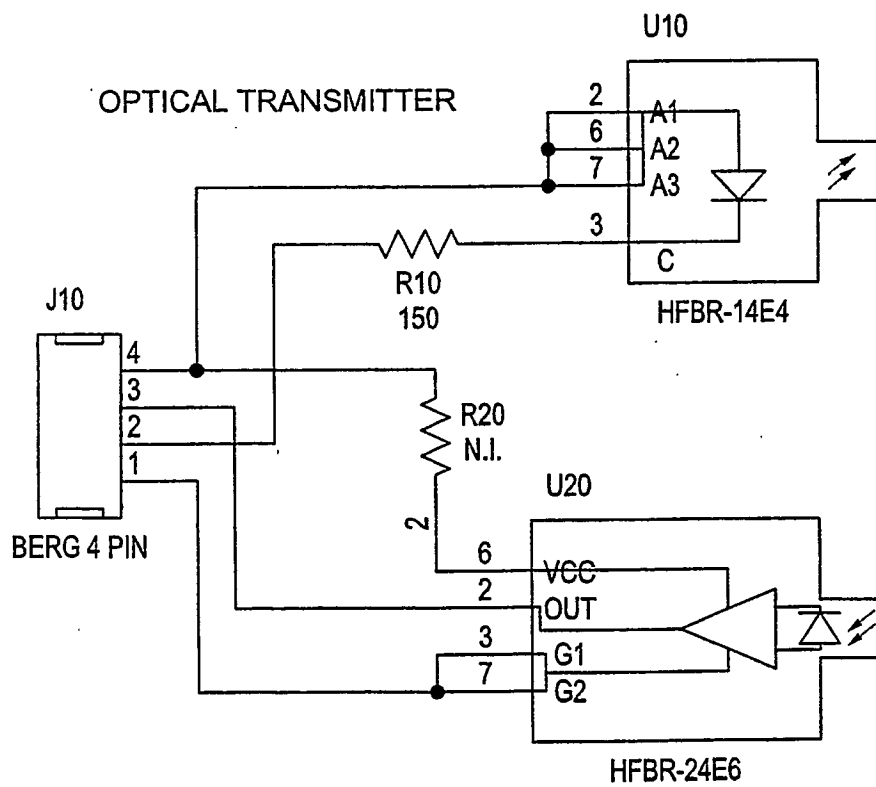 U10
OPTICAL TRANSMITTER
2
A1
6
A2
7
A3
3
C
R10
150
HFBR-14E4
J10
4
3
2
1
BERG 4 PIN
R20
N.I.
2
U20
6
VCC
2
OUT
3
G1
7
G2
HFBR-24E6